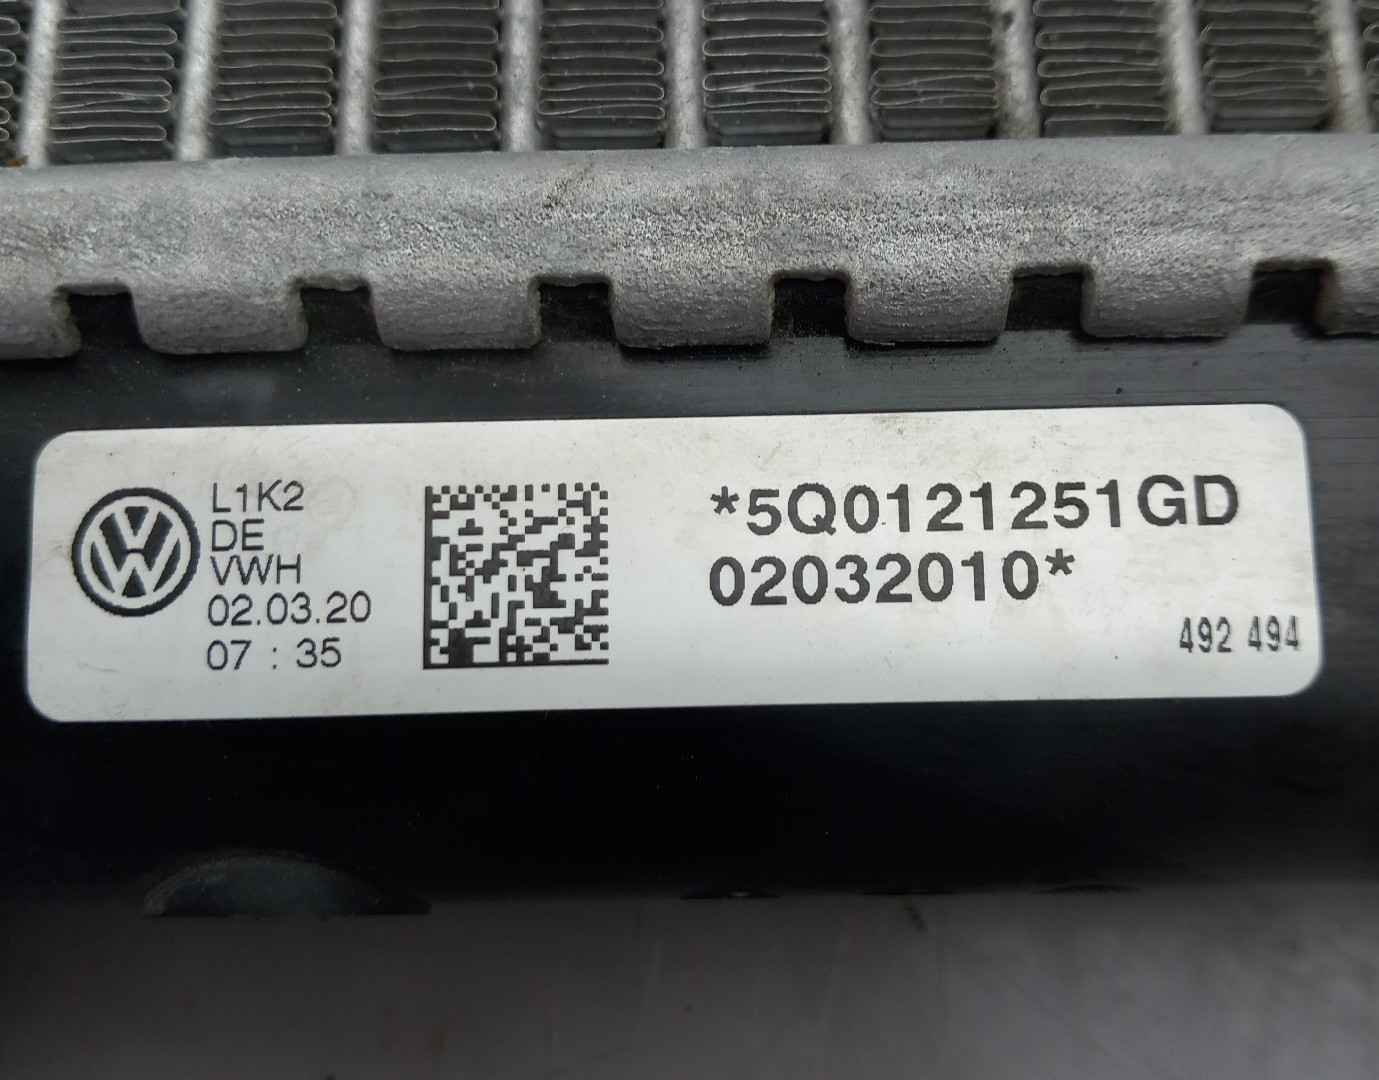 L1K2
DE
VWH
02.03.20
07 : 35
*5Q0121251GD
02032010*
492 494